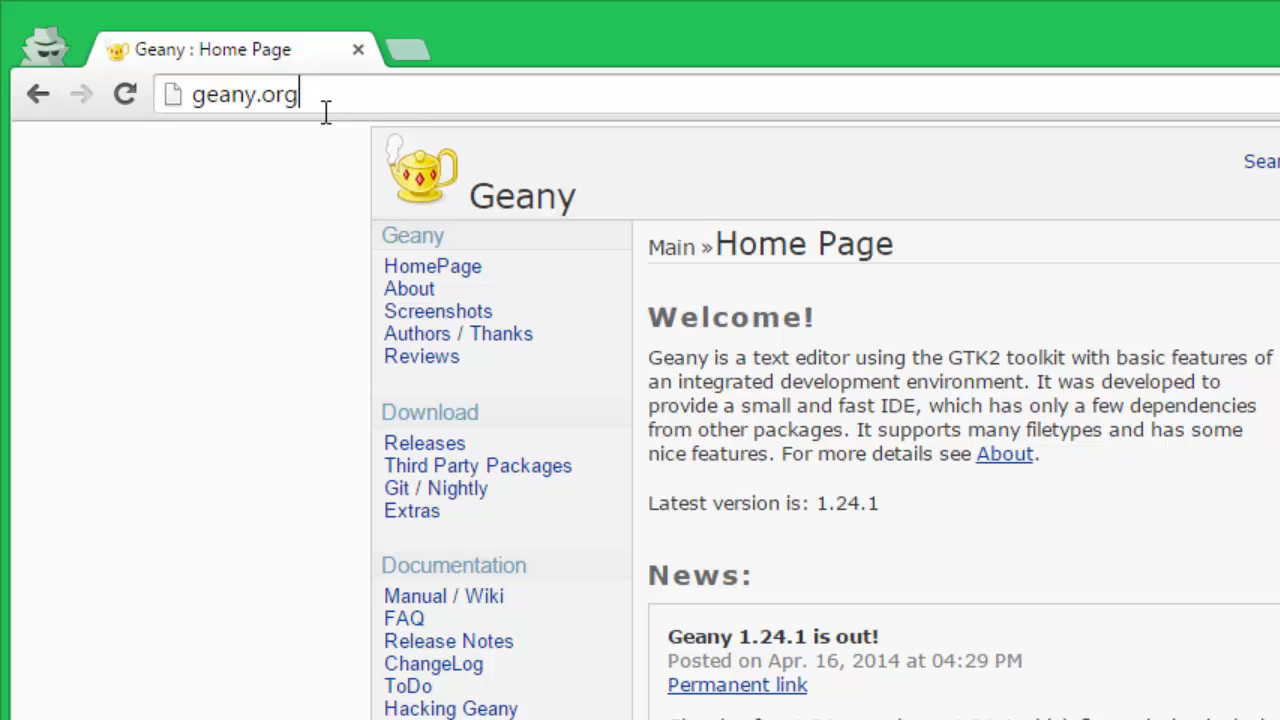 Geany : Home Page
geany.org
Geany
Geany
HomePage
About
Screenshots
Authors / Thanks
Reviews
Download
Releases
Third Party Packages
Git / Nightly
Extras
Documentation
Manual / Wiki
FAQ
Release Notes
ChangeLog
ToDo
Hacking Geany
Main »Home Page
Welcome!
Geany is a text editor using the GTK2 toolkit with basic features of
an integrated development environment. It was developed to
provide a small and fast IDE, which has only a few dependencies
from other packages. It supports many filetypes and has some
nice features. For more details see About.
Latest version is: 1.24.1
News:
Geany 1.24.1 is out!
Posted on Apr. 16, 2014 at 04:29 PM
Permanent link